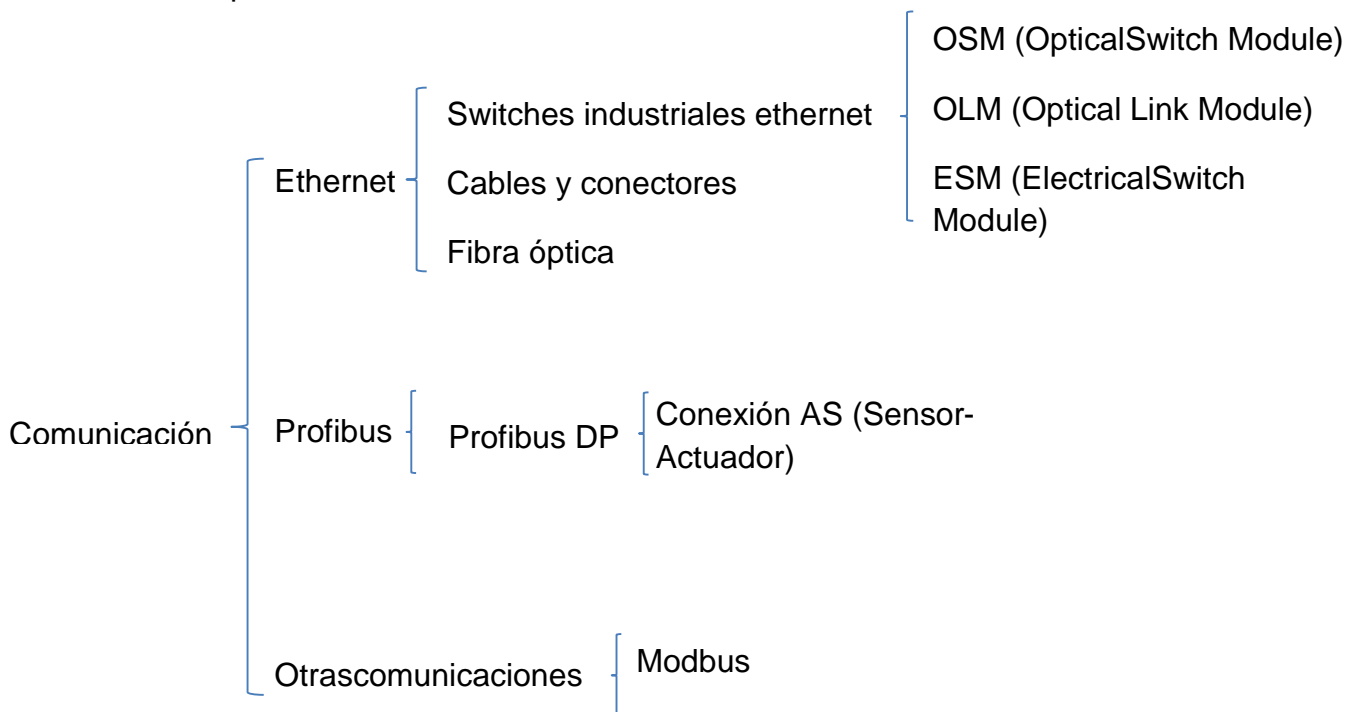 OSM (OpticalSwitch Module)
Switches industriales ethernet
OLM (Optical Link Module)
Ethernet
Cables y conectores
ESM (ElectricalSwitch
Module)
Fibra óptica
Comunicación
Profibus
Profibus DP
Conexión AS (Sensor-
Actuador)
Otrascomunicaciones
Modbus